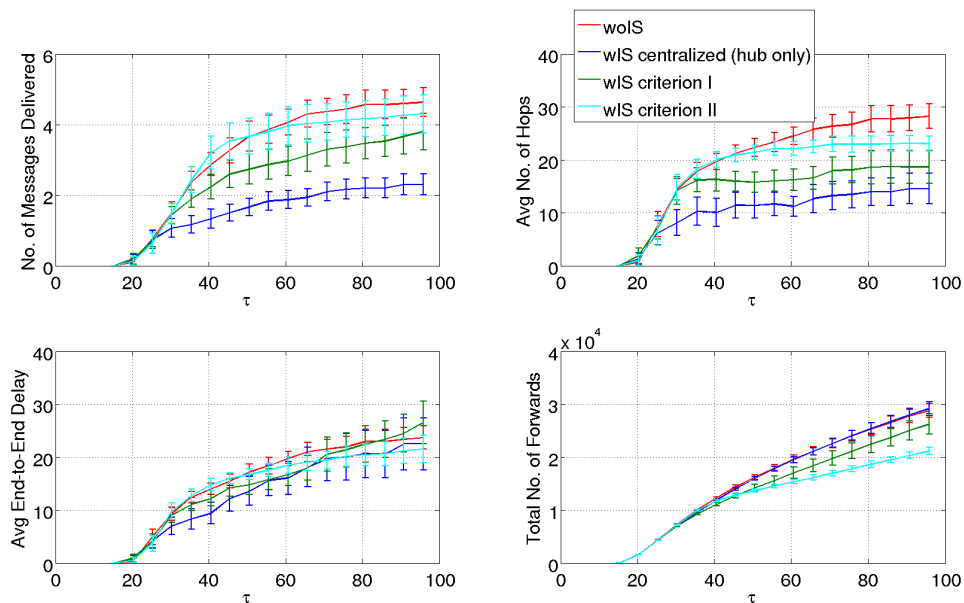 6
4
2
0
No. of Messages Delivered
0 20 40 60 80 100
τ
woIS
wIS centralized (hub only)
wIS criterion I
wIS criterion II
40
30
20
10
0
Avg No. of Hops
0 20 40 60 80 100
τ
40
30
20
10
0
Avg End-to-End Delay
0 20 40 60 80 100
τ
x 10^4
4
3
2
1
0
Total No. of Forwards
0 20 40 60 80 100
τ